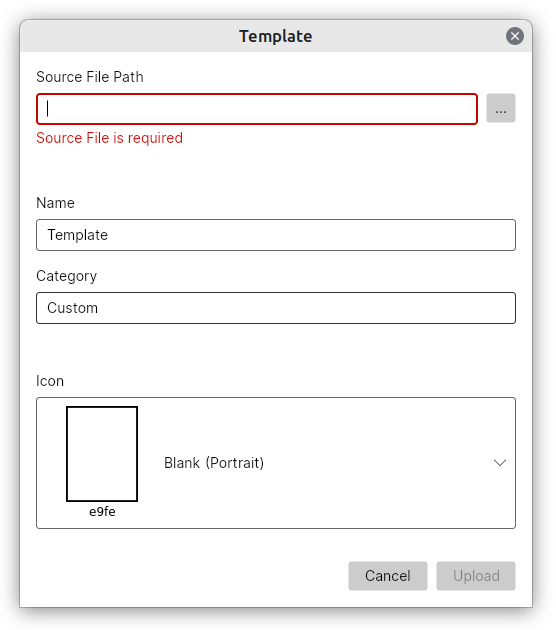 Template
Source File Path
...
Source File is required
Name
Template
Category
Custom
Icon
Blank (Portrait)
e9fe
Cancel
Upload